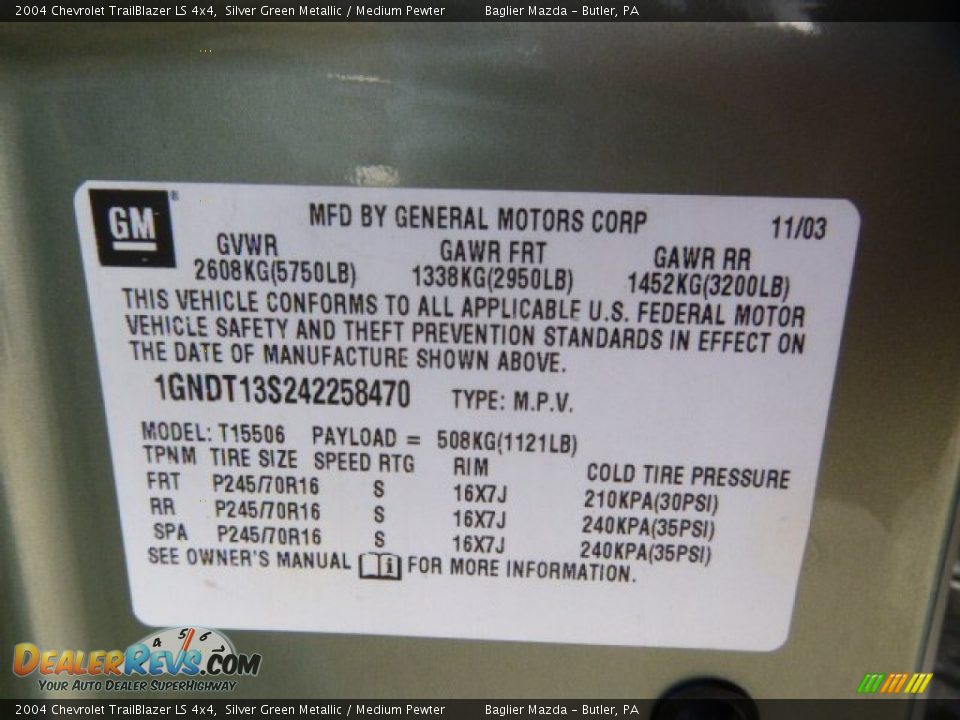 2004 Chevrolet TrailBlazer LS 4x4, Silver Green Metallic / Medium Pewter Baglier Mazda - Butler, PA
GM®
MFD BY GENERAL MOTORS CORP 11/03
GVWR GAWR FRT GAWR RR
2608KG(5750LB) 1338KG(2950LB) 1452KG(3200LB)
THIS VEHICLE CONFORMS TO ALL APPLICABLE U.S. FEDERAL MOTOR
VEHICLE SAFETY AND THEFT PREVENTION STANDARDS IN EFFECT ON
THE DATE OF MANUFACTURE SHOWN ABOVE.
1GNDT13S242258470 TYPE: M.P.V.
MODEL: T15506 PAYLOAD = 508KG(1121LB)
TPNM TIRE SIZE SPEED RTG RIM COLD TIRE PRESSURE
FRT P245/70R16 S 16X7J 210KPA(30PSI)
RR P245/70R16 S 16X7J 240KPA(35PSI)
SPA P245/70R16 S 16X7J 240KPA(35PSI)
SEE OWNER'S MANUAL i FOR MORE INFORMATION.
4 5 6
DEALERREVS.COM
YOUR AUTO DEALER SUPERHIGHWAY
2004 Chevrolet TrailBlazer LS 4x4, Silver Green Metallic / Medium Pewter Baglier Mazda - Butler, PA